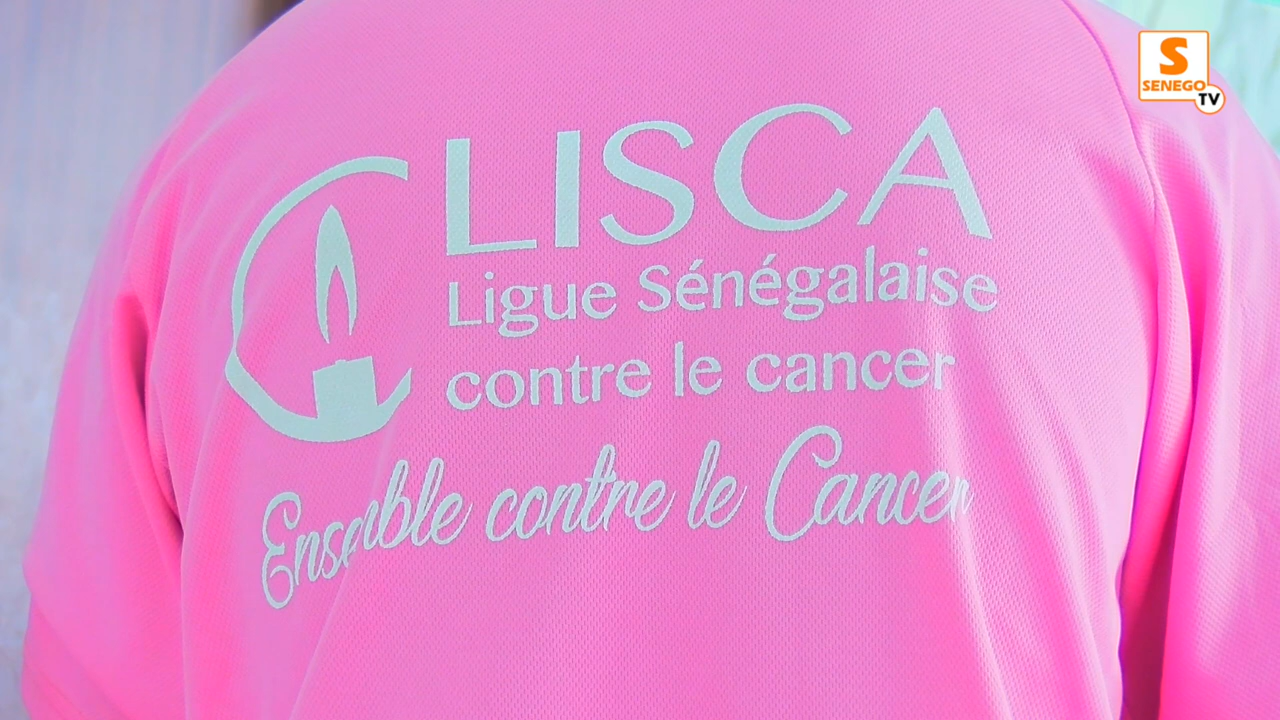 S
SENEGO
TV
LISCA
Ligue Sénégalaise
contre le cancer
Ensemble contre le Cancer